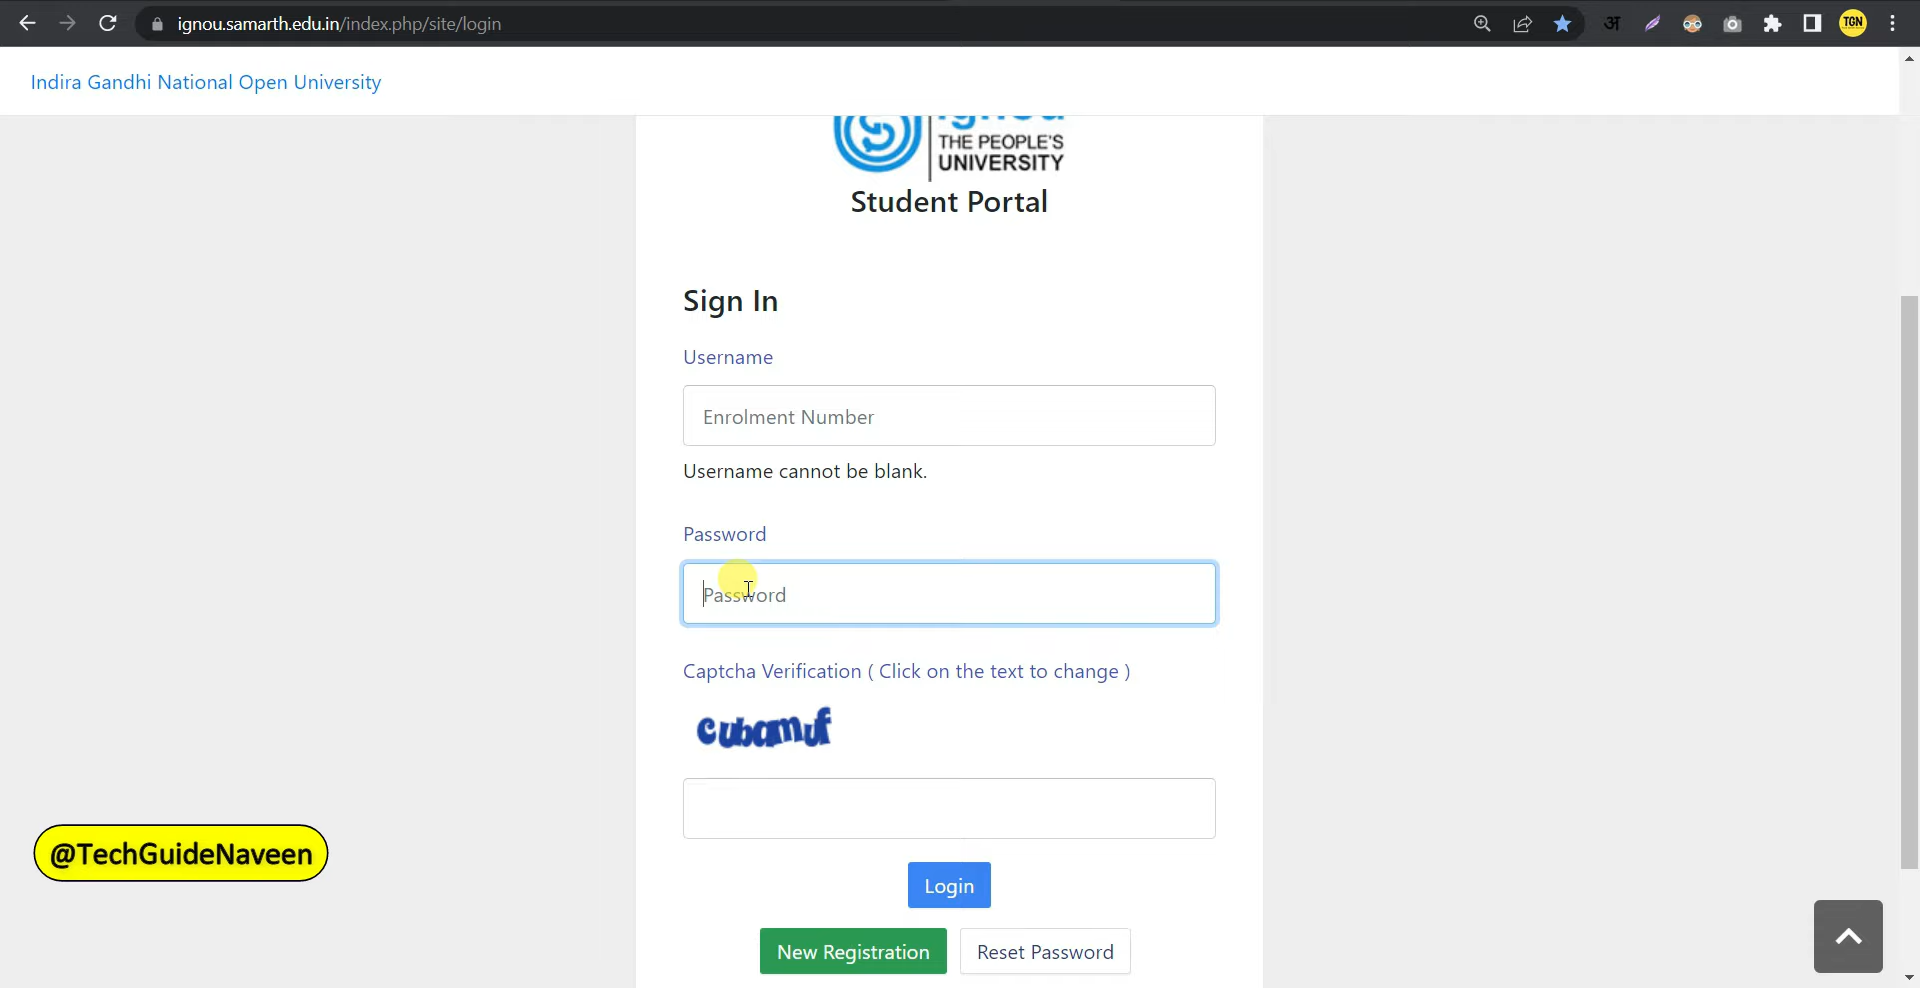 ignou.samarth.edu.in/index.php/site/login
अ
TGN
Indira Gandhi National Open University
THE PEOPLE'S
UNIVERSITY
Student Portal
Sign In
Username
Enrolment Number
Username cannot be blank.
Password
Password
Captcha Verification ( Click on the text to change )
cubamuf
@TechGuideNaveen
Login
New Registration
Reset Password